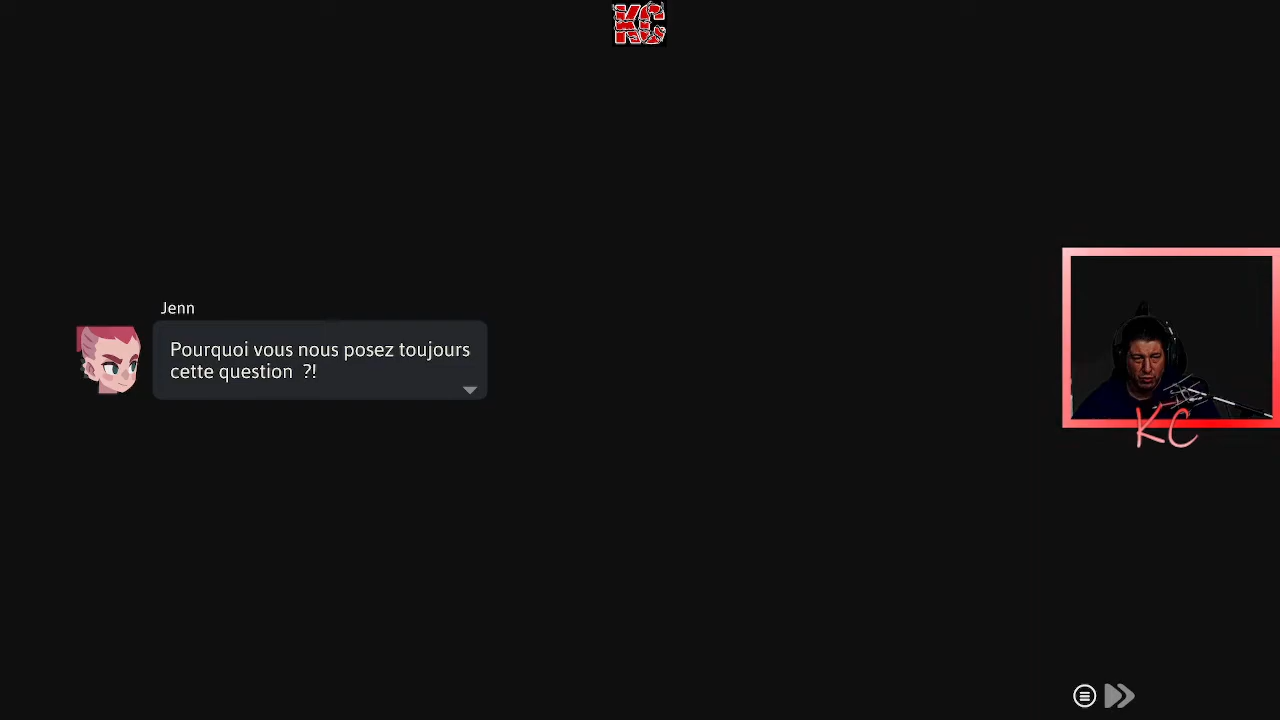 KC
Jenn
Pourquoi vous nous posez toujours
cette question  ?!
KC